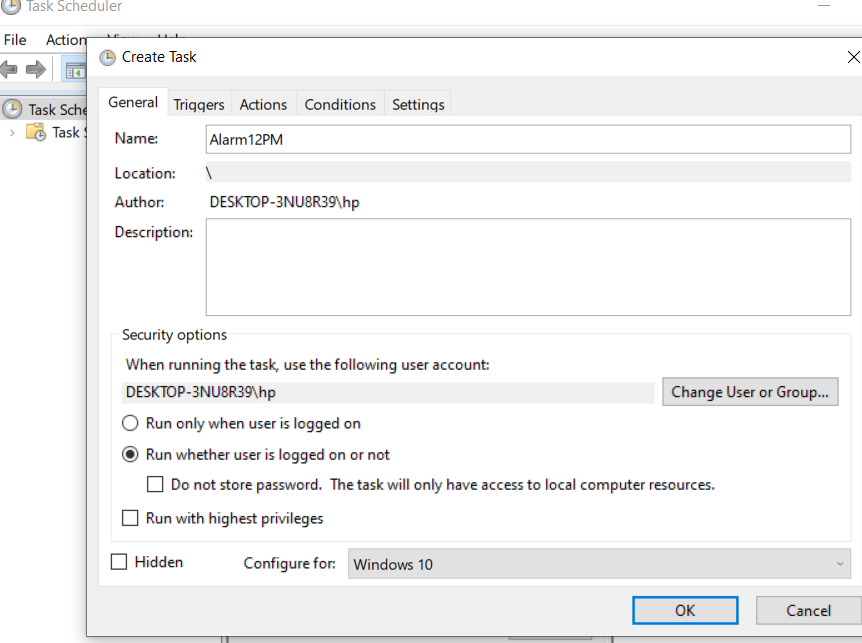 Task Scheduler
File Action View Help
Create Task
Task Sche
Task S
General Triggers Actions Conditions Settings
Name: Alarm12PM
Location: \
Author: DESKTOP-3NU8R39\hp
Description:
Security options
When running the task, use the following user account:
DESKTOP-3NU8R39\hp Change User or Group...
Run only when user is logged on
Run whether user is logged on or not
Do not store password. The task will only have access to local computer resources.
Run with highest privileges
Hidden Configure for: Windows 10
OK Cancel